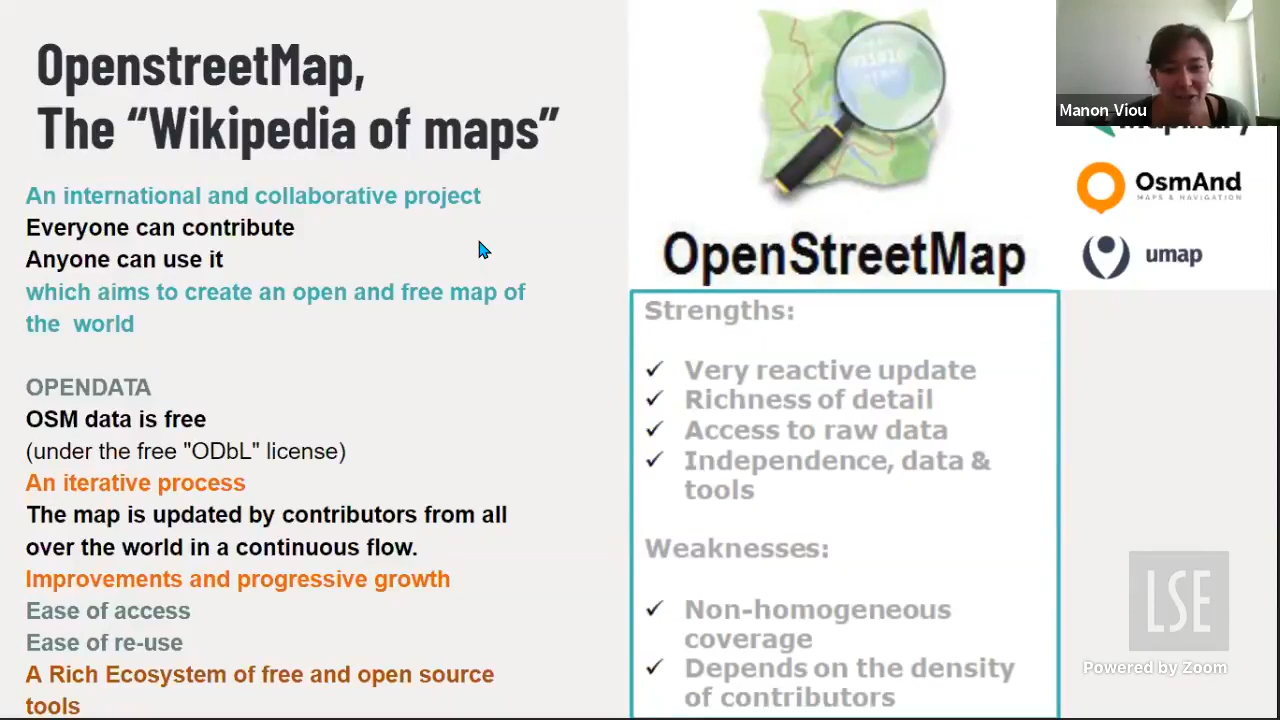 OpenstreetMap,
The “Wikipedia of maps”
An international and collaborative project
Everyone can contribute
Anyone can use it
which aims to create an open and free map of
the world
OPENDATA
OSM data is free
(under the free "ODbL" license)
An iterative process
The map is updated by contributors from all
over the world in a continuous flow.
Improvements and progressive growth
Ease of access
Ease of re-use
A Rich Ecosystem of free and open source
tools
OpenStreetMap
Strengths:
✓ Very reactive update
✓ Richness of detail
✓ Access to raw data
✓ Independence, data &
tools
Weaknesses:
✓ Non-homogeneous
coverage
✓ Depends on the density
of contributors
Manon Viou
OsmAnd
MAPS & NAVIGATION
umap
LSE
Powered by Zoom